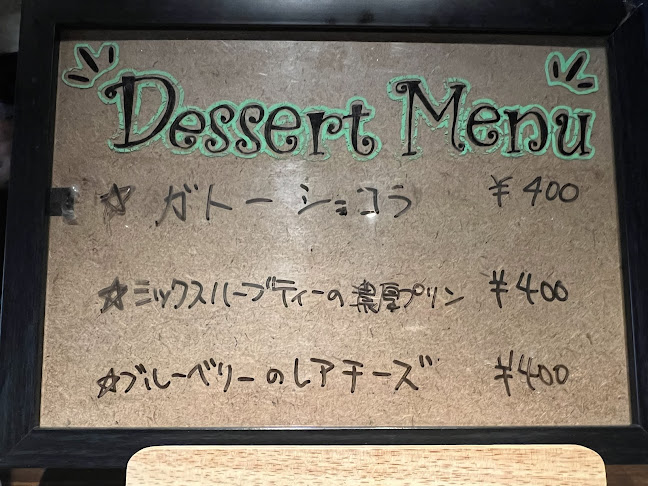 Dessert Menu
☆ ガトーショコラ ¥400
☆ミックスハーブティーの濃厚プリン ¥400
☆ブルーベリーのレアチーズ ¥400